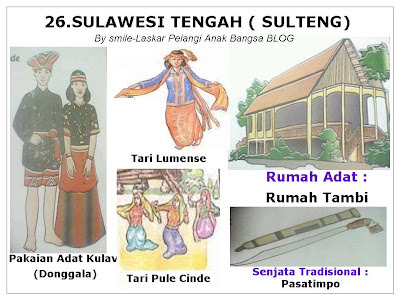 26.SULAWESI TENGAH ( SULTENG)
By smile-Laskar Pelangi Anak Bangsa BLOG
de
Tari Lumense
Rumah Adat :
Rumah Tambi
Pakaian Adat Kulav
(Donggala)
Tari Pule Cinde
Senjata Tradisional :
Pasatimpo